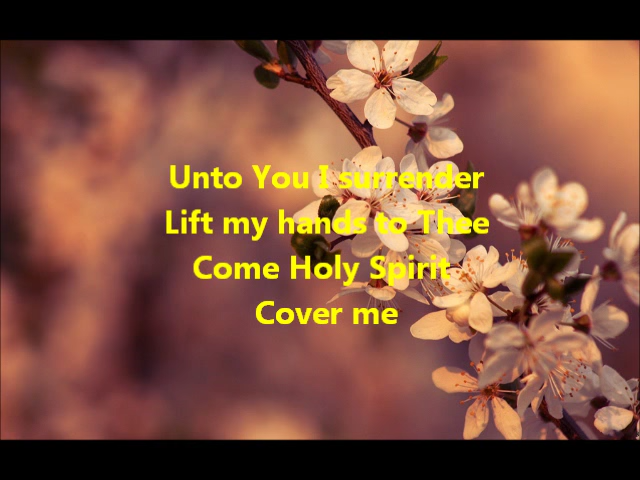 Unto You I surrender
Lift my hands to Thee
Come Holy Spirit
Cover me